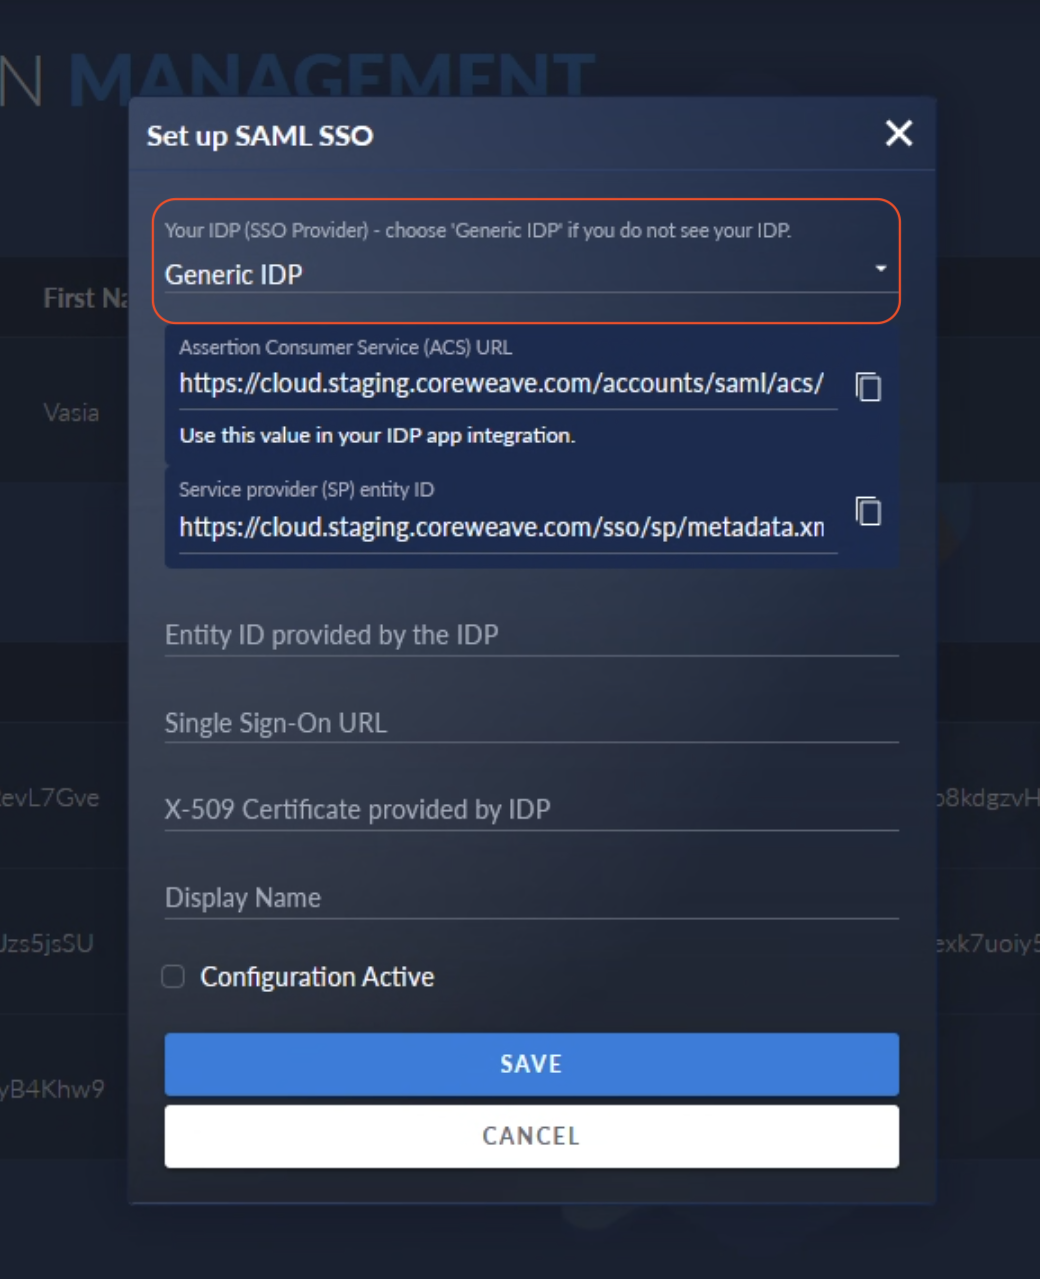 N MANAGEMENT
Set up SAML SSO
Your IDP (SSO Provider) - choose 'Generic IDP' if you do not see your IDP.
Generic IDP
First Na
Assertion Consumer Service (ACS) URL
https://cloud.staging.coreweave.com/accounts/saml/acs/
Vasia
Use this value in your IDP app integration.
Service provider (SP) entity ID
https://cloud.staging.coreweave.com/sso/sp/metadata.xn
Entity ID provided by the IDP
Single Sign-On URL
evL7Gve
X-509 Certificate provided by IDP
8kdgzvH
Display Name
Jzs5jsSU
exk7uoiy5
Configuration Active
SAVE
yB4Khw9
CANCEL